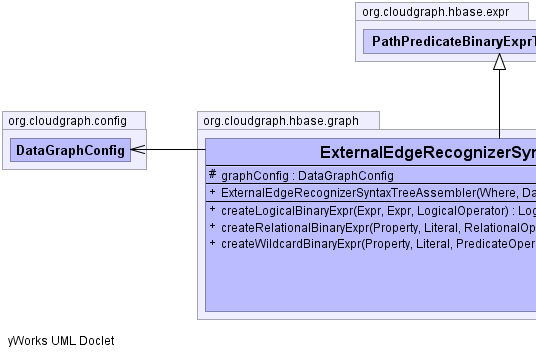 org.cloudgraph.hbase.expr
PathPredicateBinaryExprT
org.cloudgraph.config
DataGraphConfig
org.cloudgraph.hbase.graph
ExternalEdgeRecognizerSyn
# graphConfig : DataGraphConfig
+ ExternalEdgeRecognizerSyntaxTreeAssembler(Where, Da
+ createLogicalBinaryExpr(Expr, Expr, LogicalOperator) : Log
+ createRelationalBinaryExpr(Property, Literal, RelationalOp
+ createWildcardBinaryExpr(Property, Literal, PredicateOper
yWorks UML Doclet